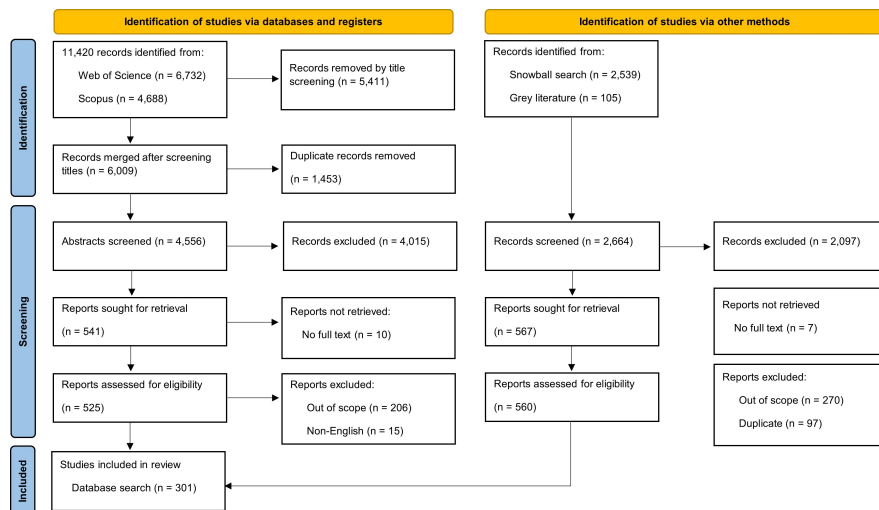 Identification of studies via databases and registers
Identification of studies via other methods
Identification
11,420 records identified from:
Web of Science (n = 6,732)
Scopus (n = 4,688)
Records removed by title
screening (n = 5,411)
Records identified from:
Snowball search (n = 2,539)
Grey literature (n = 105)
Records merged after screening
titles (n = 6,009)
Duplicate records removed
(n = 1,453)
Screening
Abstracts screened (n = 4,556)
Records excluded (n = 4,015)
Records screened (n = 2,664)
Records excluded (n = 2,097)
Reports sought for retrieval
(n = 541)
Reports not retrieved:
No full text (n = 10)
Reports sought for retrieval
(n = 567)
Reports not retrieved
No full text (n = 7)
Reports assessed for eligibility
(n = 525)
Reports excluded:
Out of scope (n = 206)
Non-English (n = 15)
Reports assessed for eligibility
(n = 560)
Reports excluded:
Out of scope (n = 270)
Duplicate (n = 97)
Included
Studies included in review
Database search (n = 301)